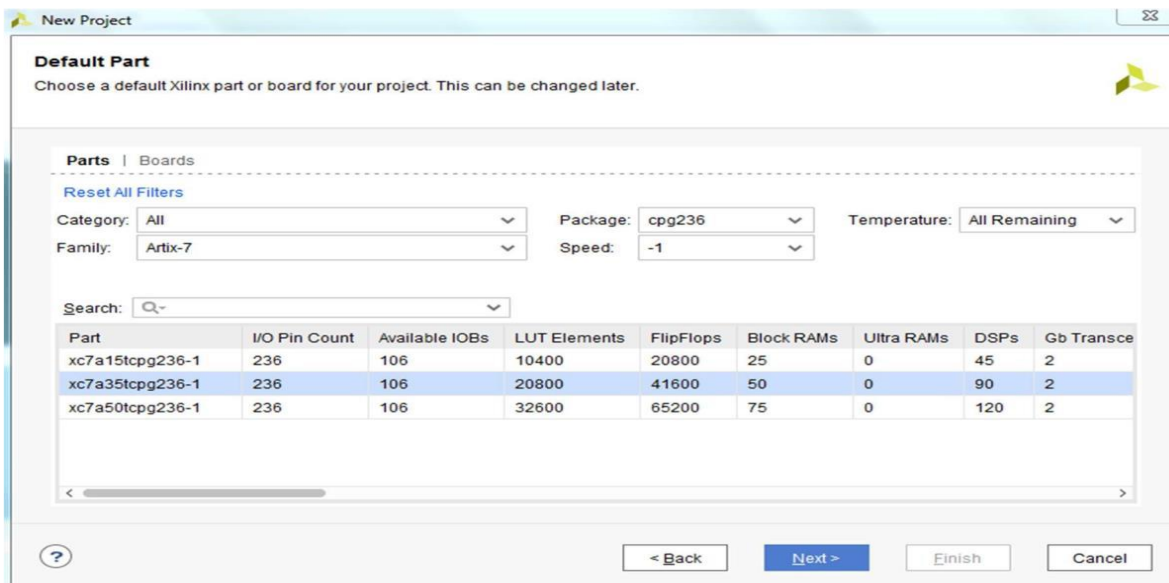 New Project
Default Part
Choose a default Xilinx part or board for your project. This can be changed later.
Parts | Boards
Reset All Filters
Category: All Package: cpg236 Temperature: All Remaining
Family: Artix-7 Speed: -1
Search:
Part I/O Pin Count Available IOBs LUT Elements FlipFlops Block RAMs Ultra RAMs DSPs Gb Transce
xc7a15tcpg236-1 236 106 10400 20800 25 0 45 2
xc7a35tcpg236-1 236 106 20800 41600 50 0 90 2
xc7a50tcpg236-1 236 106 32600 65200 75 0 120 2
? < Back Next > Finish Cancel